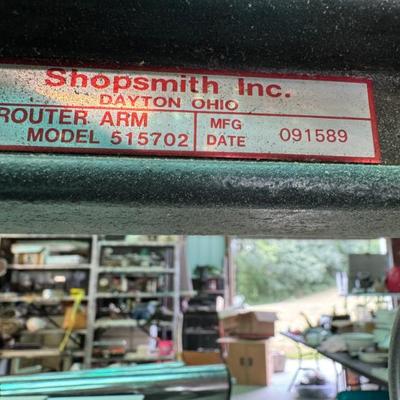 Shopsmith Inc.
DAYTON OHIO
ROUTER ARM
MODEL 515702
MFG
DATE
091589